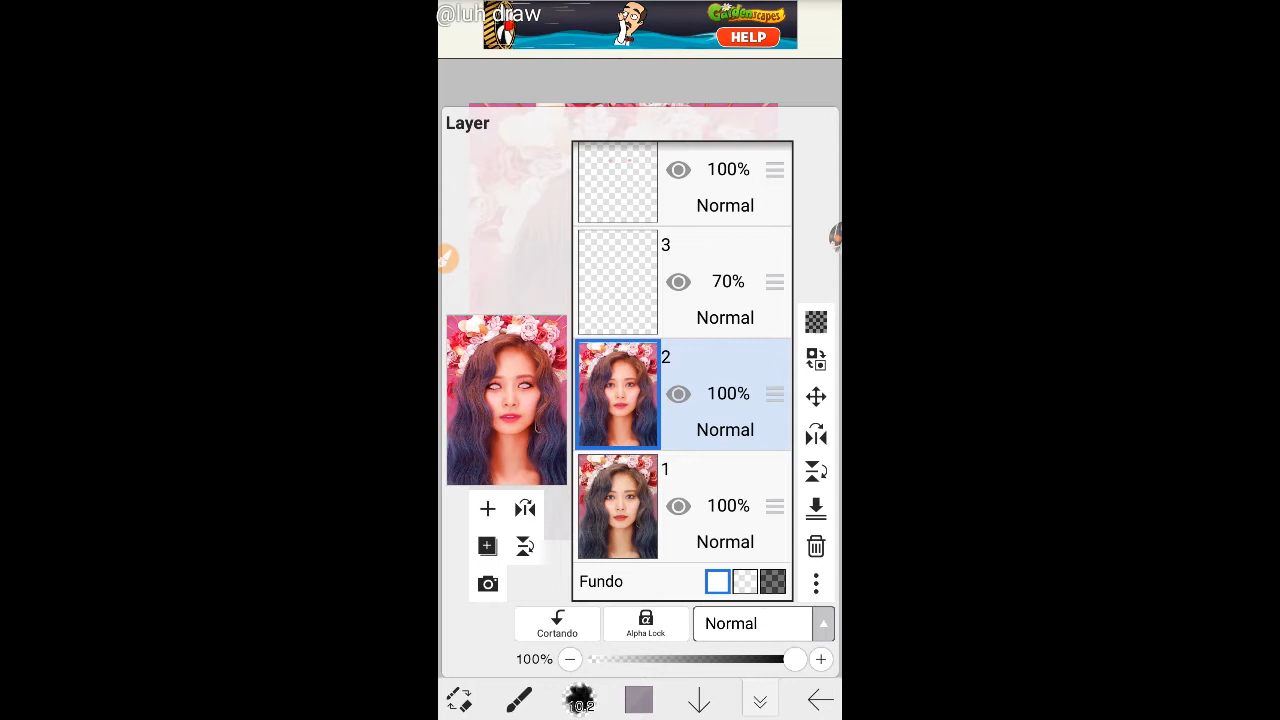 @luh draw
Gardenscapes
HELP
Layer
100%
Normal
3
70%
Normal
2
100%
Normal
1
100%
Normal
Fundo
Cortando
α
Alpha Lock
Normal
100%
10.2